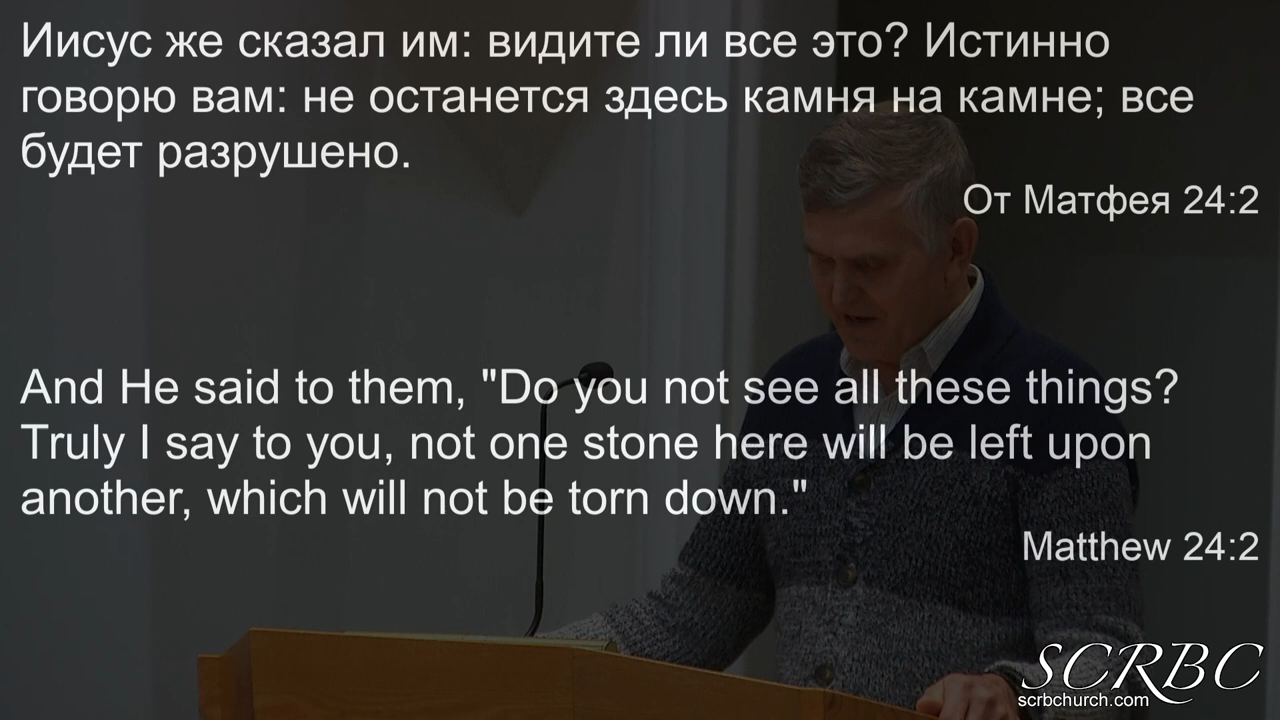 Иисус же сказал им: видите ли все это? Истинно
говорю вам: не останется здесь камня на камне; все
будет разрушено.
От Матфея 24:2
And He said to them, "Do you not see all these things?
Truly I say to you, not one stone here will be left upon
another, which will not be torn down."
Matthew 24:2
SCRBC
scrbchurch.com